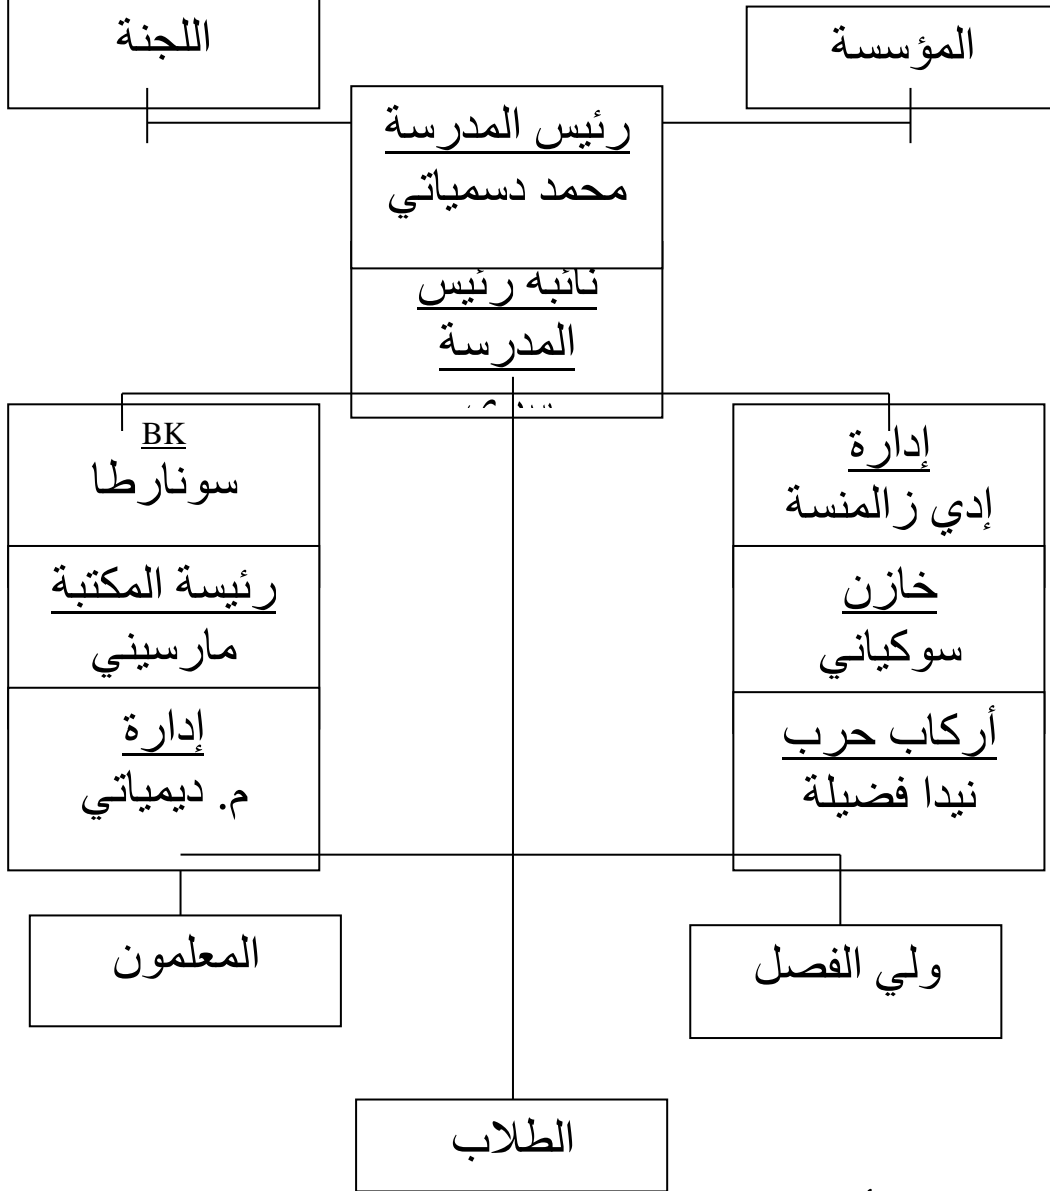 المؤسسة
اللجنة
رئيس المدرسة
محمد دسمياتي
نائبه رئيس
المدرسة
إدارة
إدي زالمنسة
خازن
سوكياني
أركاب حرب
نيدا فضيلة
BK
سونارطا
رئيسة المكتبة
مارسيني
إدارة
م. ديمياتي
ولي الفصل
المعلمون
الطلاب